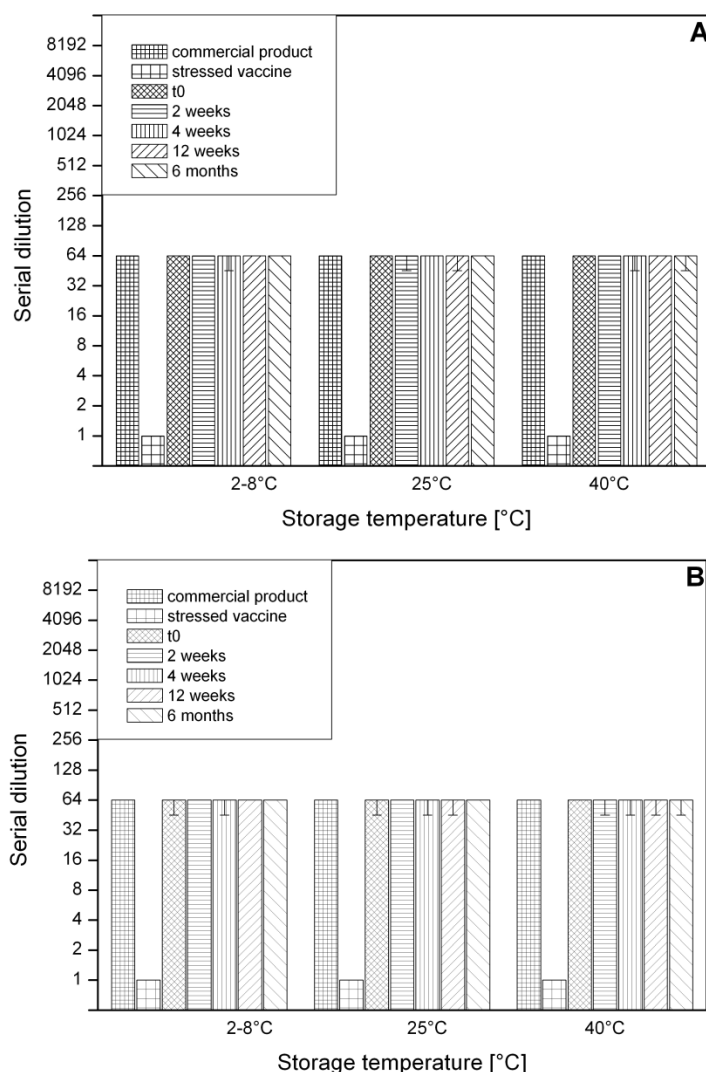 A
commercial product
stressed vaccine
t0
2 weeks
4 weeks
12 weeks
6 months
8192
4096
2048
1024
512
256
128
64
32
16
8
4
2
1
Serial dilution
2-8°C 25°C 40°C
Storage temperature [°C]
B
commercial product
stressed vaccine
t0
2 weeks
4 weeks
12 weeks
6 months
8192
4096
2048
1024
512
256
128
64
32
16
8
4
2
1
Serial dilution
2-8°C 25°C 40°C
Storage temperature [°C]